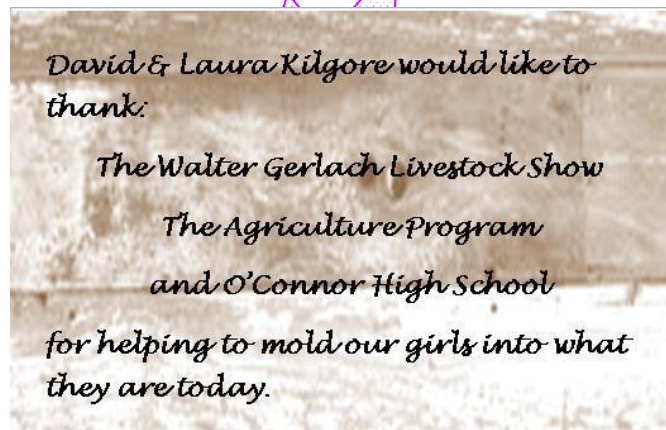 David & Laura Kilgore would like to
thank:
The Walter Gerlach Livestock Show
The Agriculture Program
and O'Connor High School
for helping to mold our girls into what
they are today.